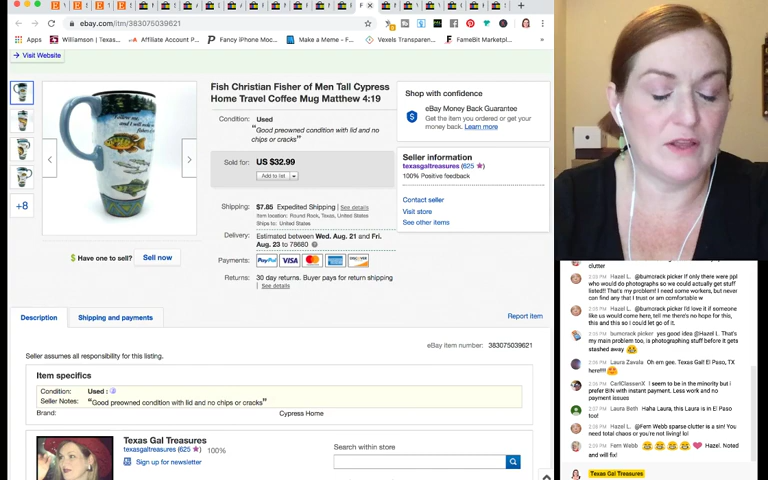 ebay.com/itm/383075039621
Apps
Williamson | Texas...
Affiliate Account P...
Fancy iPhone Moc...
Make a Meme - F...
Vexels Transparen...
FameBit Marketpl...
Visit Website
Fish Christian Fisher of Men Tall Cypress
Home Travel Coffee Mug Matthew 4:19
Condition:
Used
"Good preowned condition with lid and no
chips or cracks"
Sold for:
US $32.99
Add to list
Shipping:
$7.85 Expedited Shipping | See details
Item location: Round Rock, Texas, United States
Ships to: United States
Delivery:
Estimated between Wed. Aug. 21 and Fri.
Aug. 23 to 78680
Payments:
PayPal
VISA
Returns:
30 day returns. Buyer pays for return shipping
| See details
+8
$ Have one to sell?
Sell now
Shop with confidence
eBay Money Back Guarantee
Get the item you ordered or get your
money back. Learn more
Seller information
texasgaltreasures (625)
100% Positive feedback
Contact seller
Visit store
See other items
Description
Shipping and payments
Report item
eBay item number: 383075039621
Seller assumes all responsibility for this listing.
Item specifics
Condition:
Used :
Seller Notes:
"Good preowned condition with lid and no chips or cracks"
Brand:
Cypress Home
Texas Gal Treasures
texasgaltreasures (625) 100%
Sign up for newsletter
Search within store
clutter
Hazel L. @bumcrack picker If only there were ppl
who would do photographs so we could actually get stuff
listed!! That's my problem! I need some workers, but never
can find any that I trust or am comfortable w
Hazel L. @bumcrack picker I'd love it if someone
like us would come here, tell me there's no hope for this,
this and this so I could let go of it.
bumcrack picker yes good idea @Hazel L. That's
my main problem too, is photographing stuff before it gets
stashed away
2:06 PM Laura Zavala Oh em gee. Texas Gal! El Paso, TX
here!!!!
2:06 PM CarlClassenX I seem to be in the minority but I
prefer BIN with instant payment. Less work and no
payment issues
2:07 PM Laura Beth Haha Laura, this Laura is in El Paso
too!
Hazel L. @Fern Webb sparse clutter is a sin! You
need total chaos or you're not living! lol
Fern Webb
Hazel. Noted
and will fix!
Texas Gal Treasures